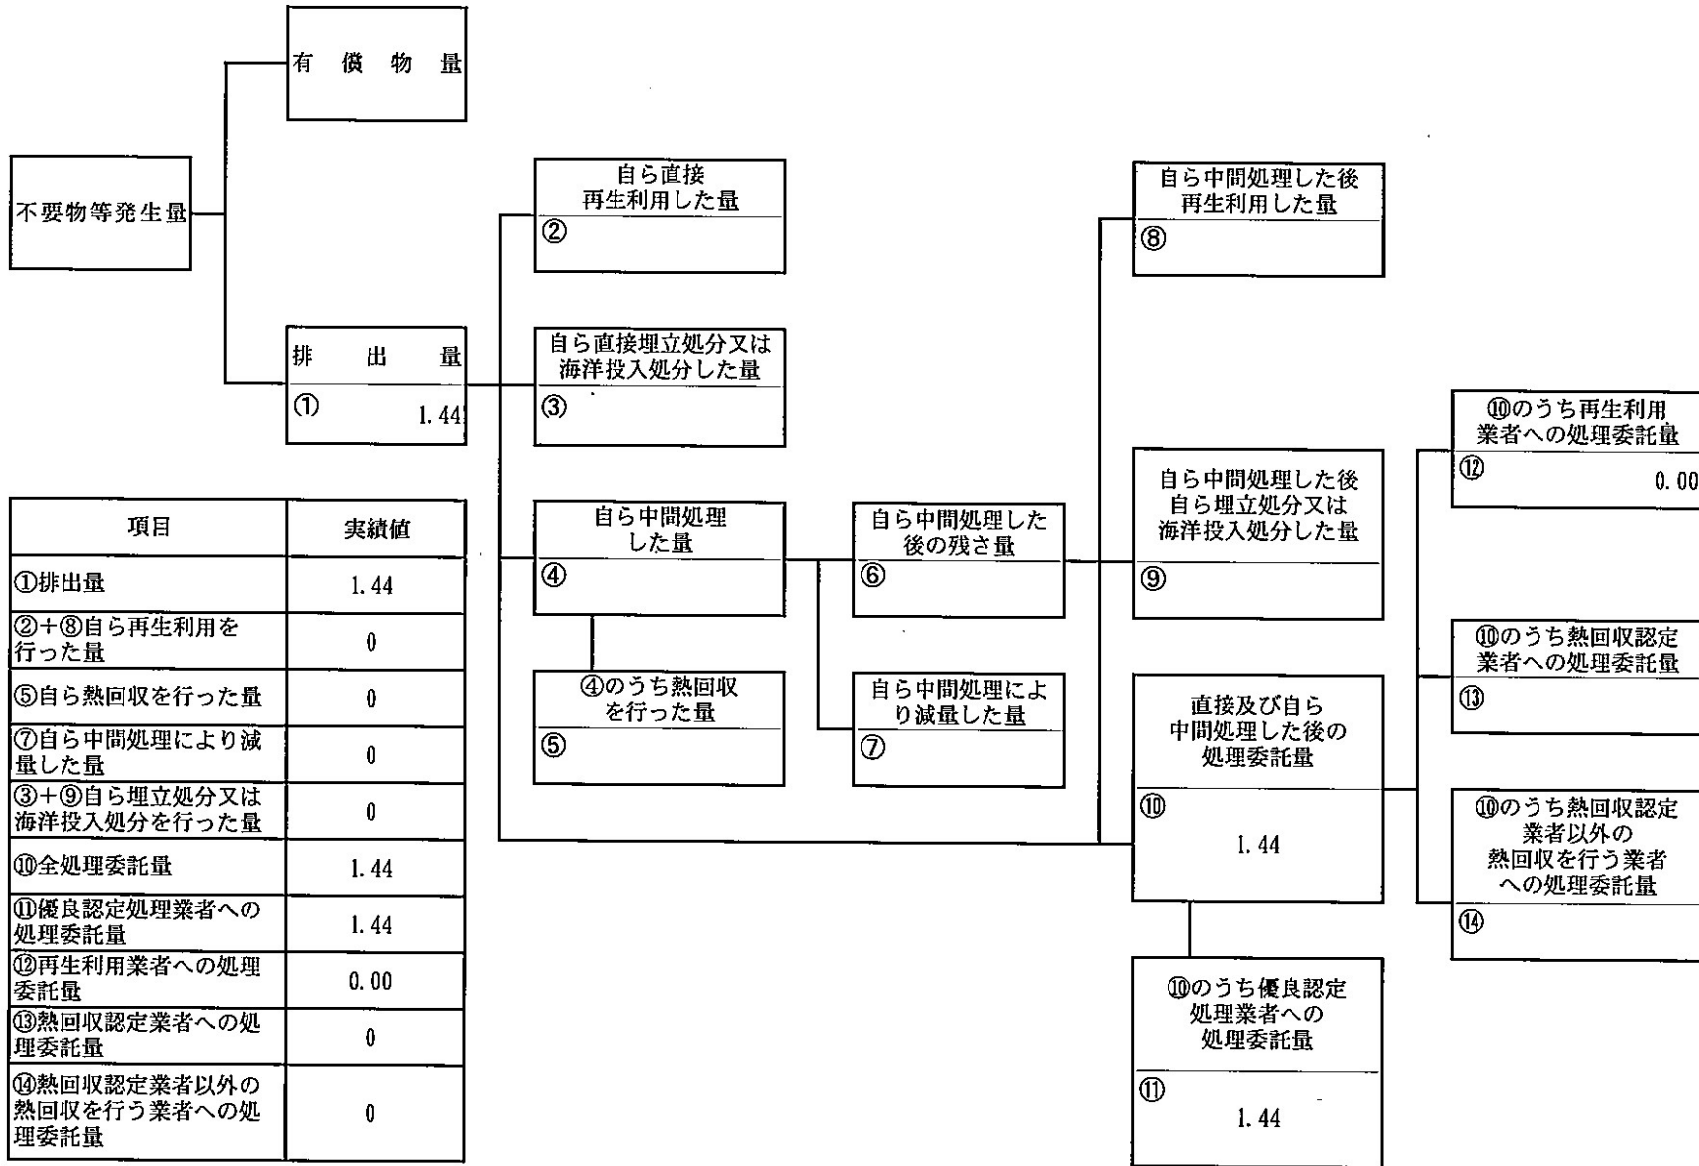 有償物量
不要物等発生量
排出量
①
1.44
自ら直接
再生利用した量
②
自ら直接埋立処分又は
海洋投入処分した量
③
自ら中間処理
した量
④
④のうち熱回収
を行った量
⑤
自ら中間処理した
後の残さ量
⑥
自ら中間処理によ
り減量した量
⑦
自ら中間処理した後
再生利用した量
⑧
自ら中間処理した後
自ら埋立処分又は
海洋投入処分した量
⑨
直接及び自ら
中間処理した後の
処理委託量
⑩
1.44
⑩のうち優良認定
処理業者への
処理委託量
⑪
1.44
⑩のうち再生利用
業者への処理委託量
⑫
0.00
⑩のうち熱回収認定
業者への処理委託量
⑬
⑩のうち熱回収認定
業者以外の
熱回収を行う業者
への処理委託量
⑭
項目 実績値
①排出量 1.44
②+⑧自ら再生利用を
行った量 0
⑤自ら熱回収を行った量 0
⑦自ら中間処理により減
量した量 0
③+⑨自ら埋立処分又は
海洋投入処分を行った量 0
⑩全処理委託量 1.44
⑪優良認定処理業者への
処理委託量 1.44
⑫再生利用業者への処理
委託量 0.00
⑬熱回収認定業者への処
理委託量 0
⑭熱回収認定業者以外の
熱回収を行う業者への処
理委託量 0